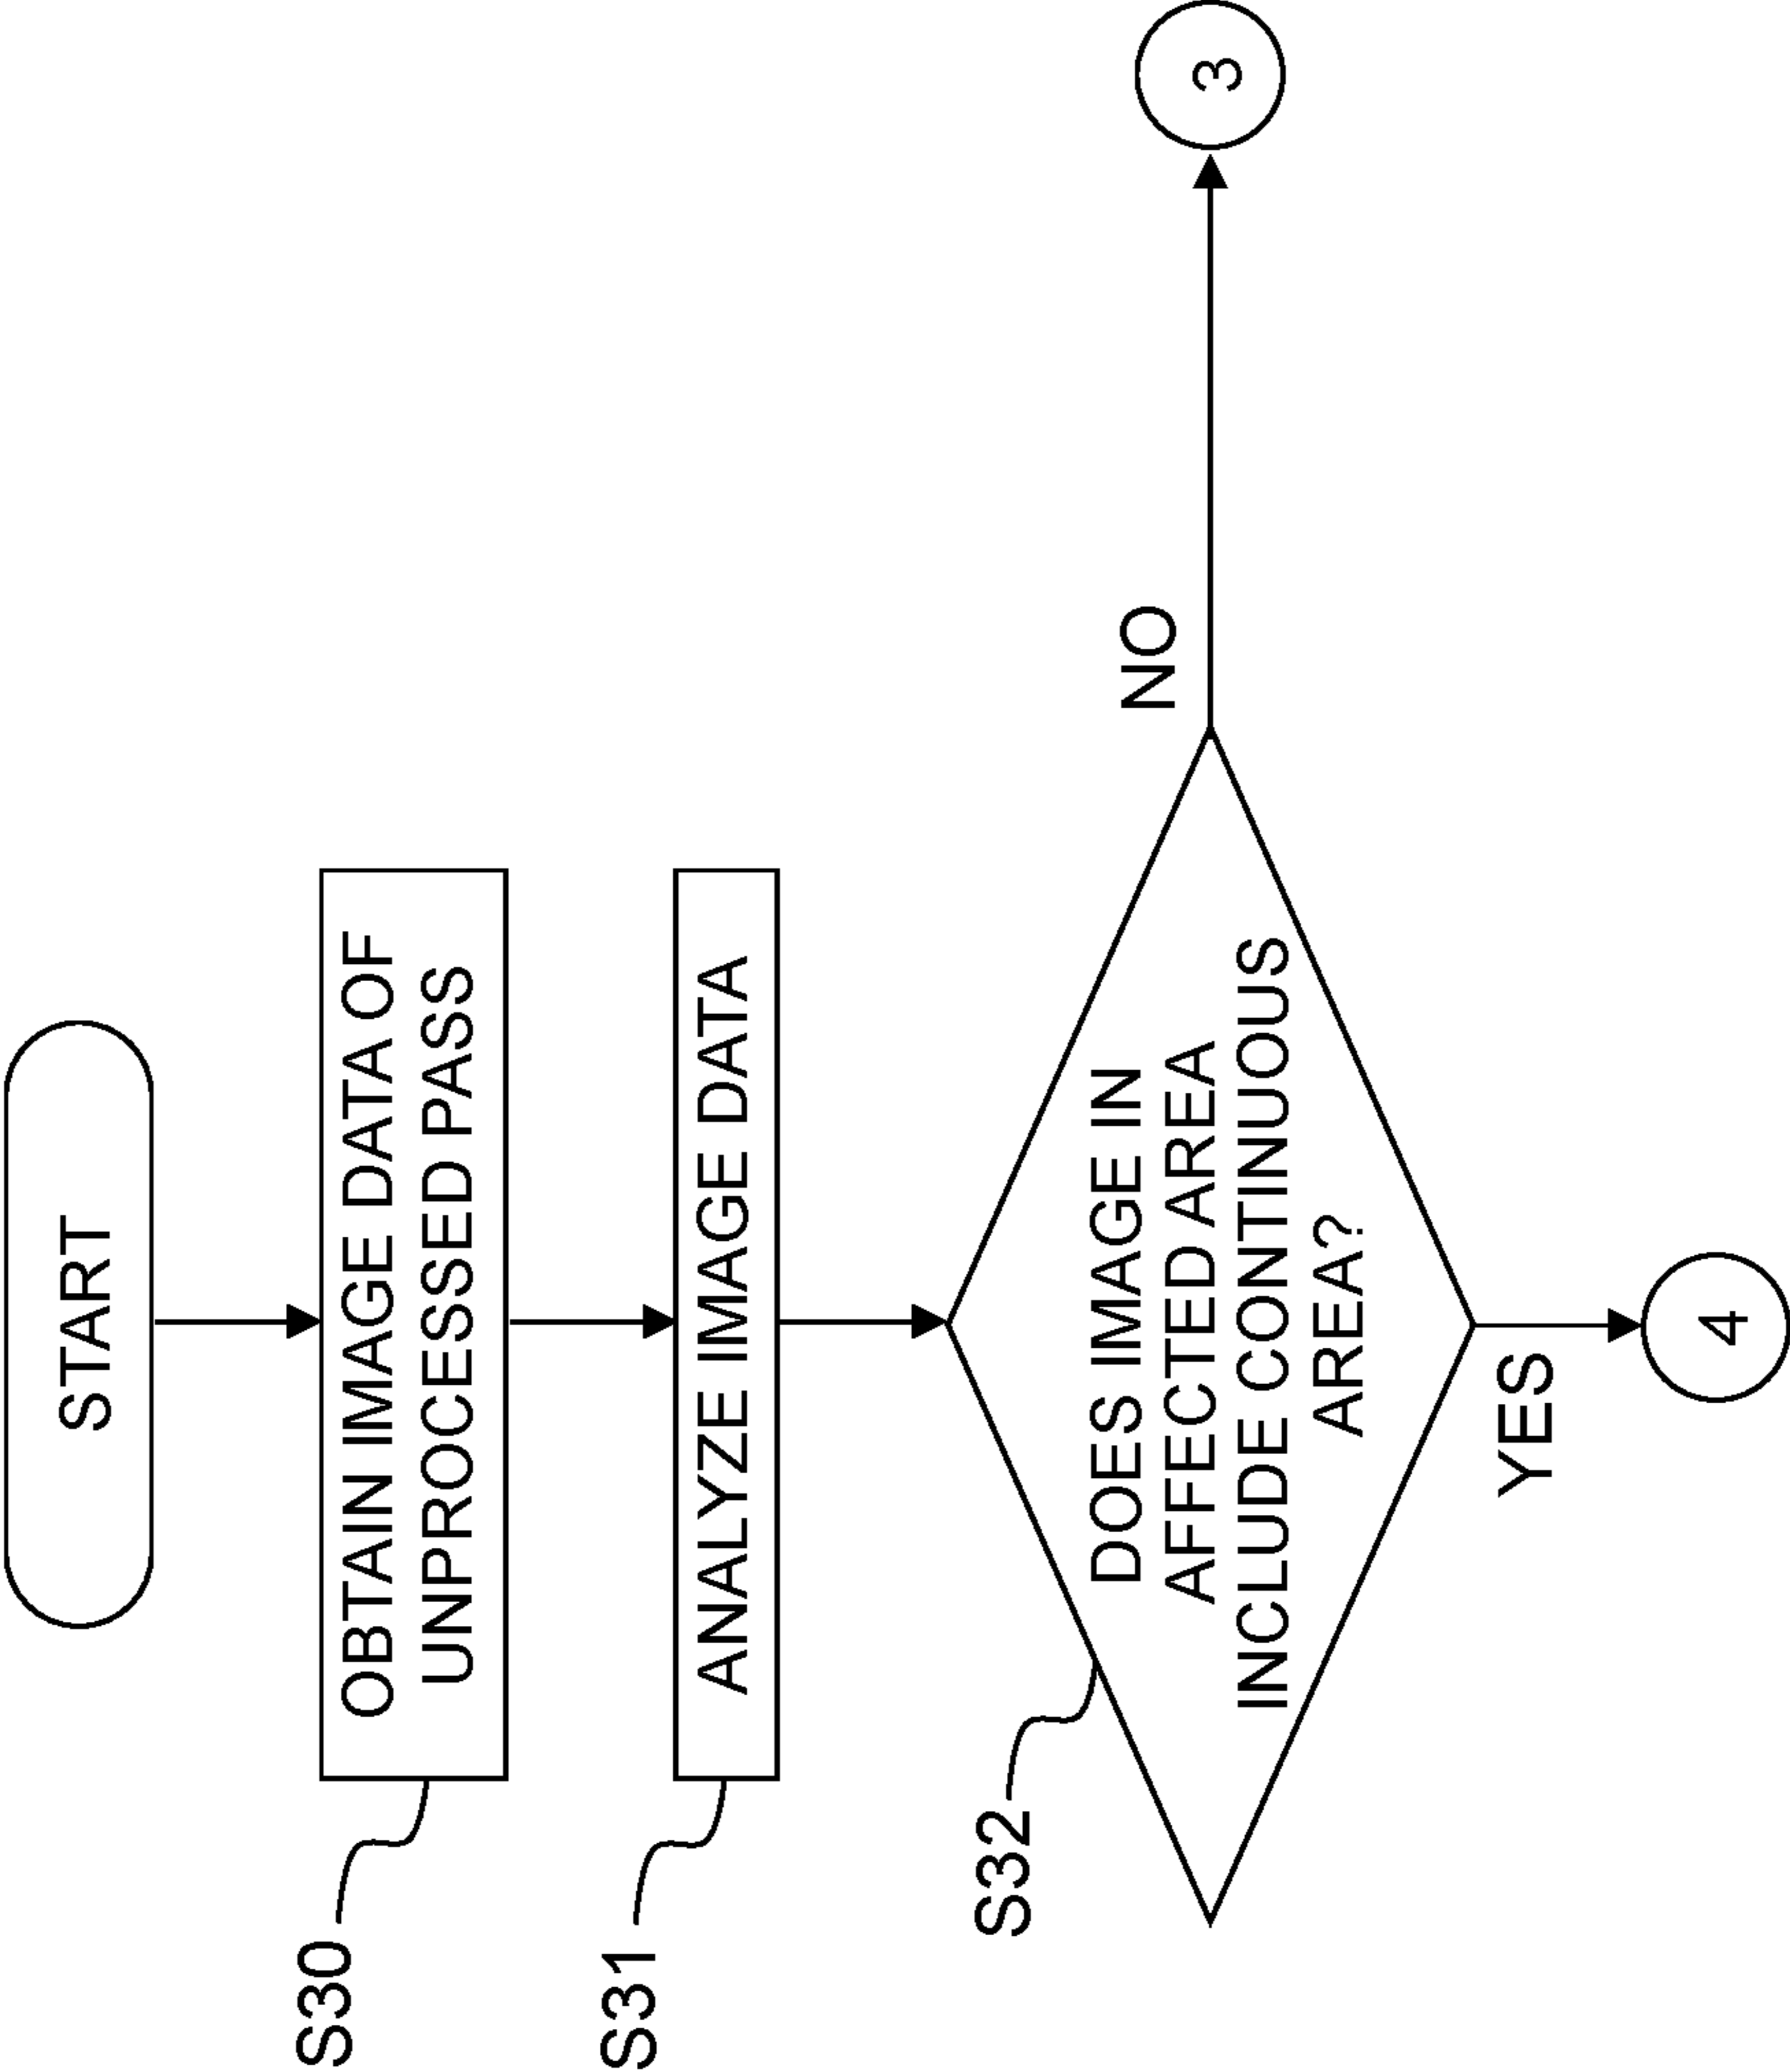 START
S30
OBTAIN IMAGE DATA OF
UNPROCESSED PASS
S31
ANALYZE IMAGE DATA
S32
DOES IMAGE IN
AFFECTED AREA
INCLUDE CONTINUOUS
AREA?
NO
3
YES
4